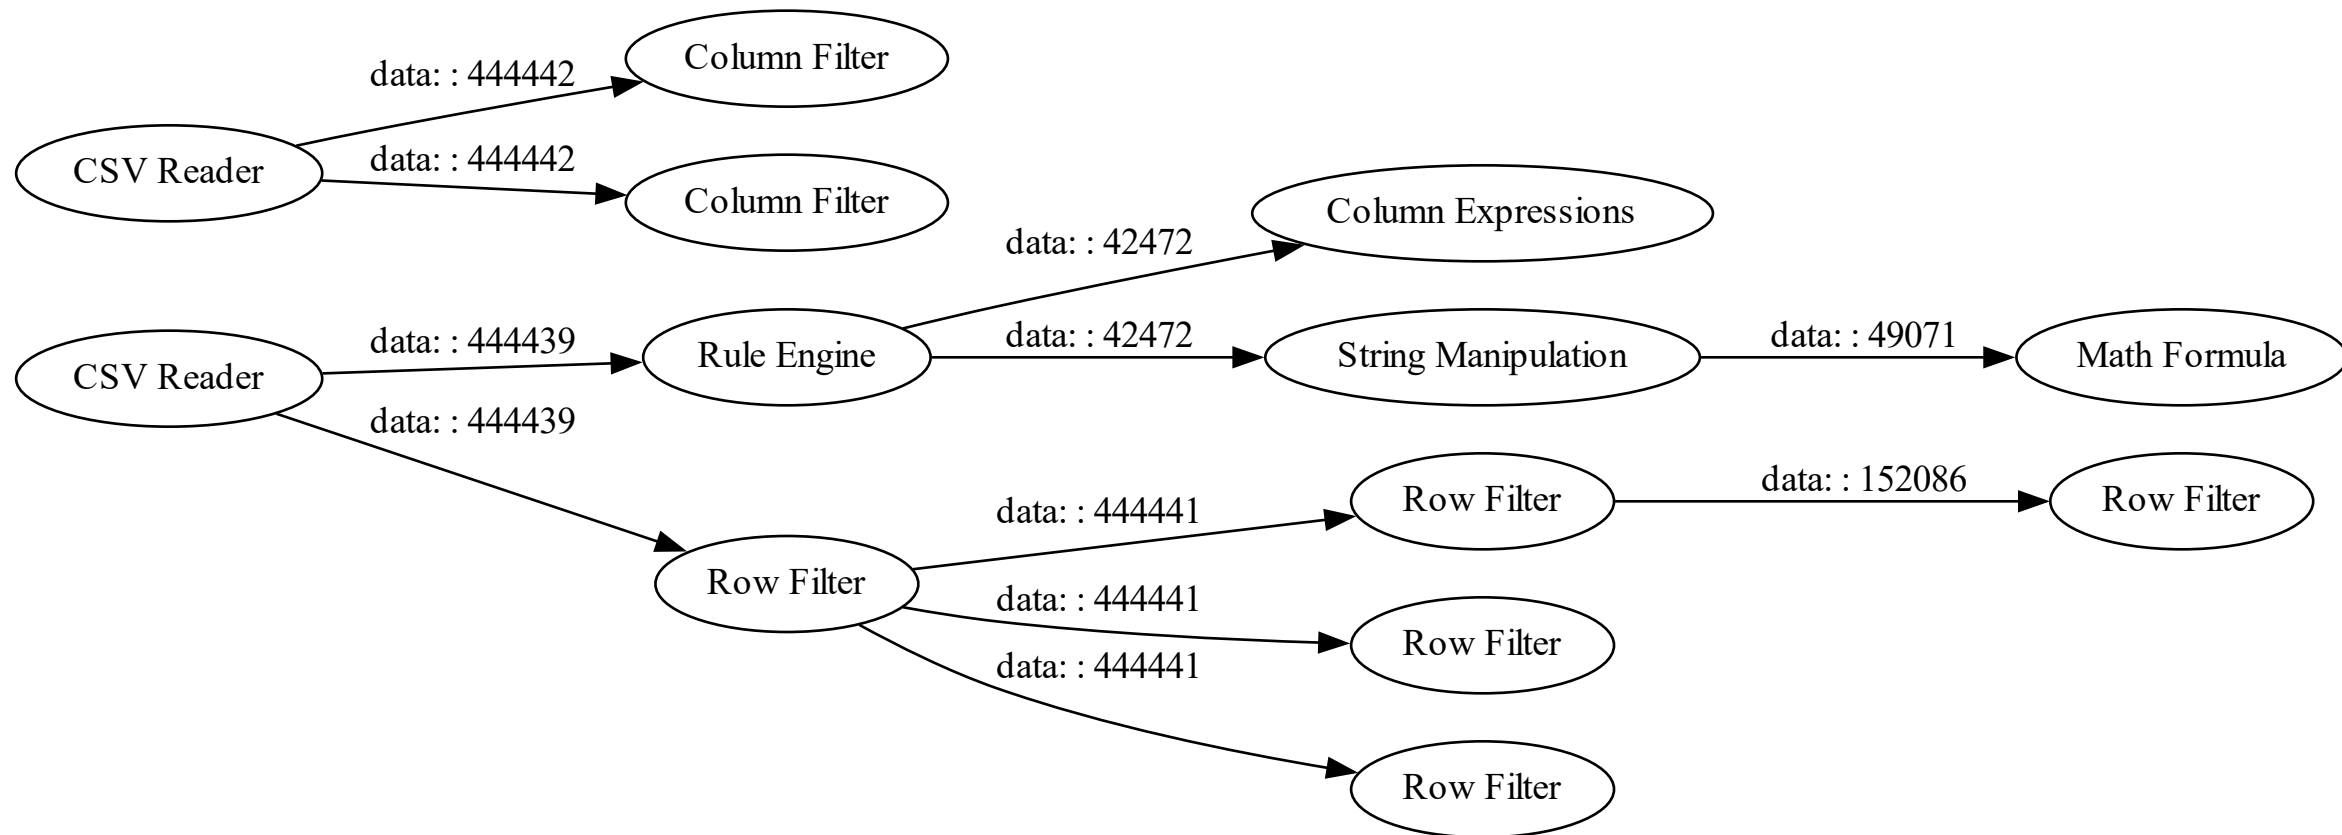 Column Filter
data: : 444442
CSV Reader
data: : 444442
Column Filter
Column Expressions
data: : 42472
CSV Reader
data: : 444439
Rule Engine
data: : 42472
String Manipulation
data: : 49071
Math Formula
data: : 444439
Row Filter
data: : 444441
Row Filter
data: : 152086
Row Filter
data: : 444441
Row Filter
data: : 444441
Row Filter